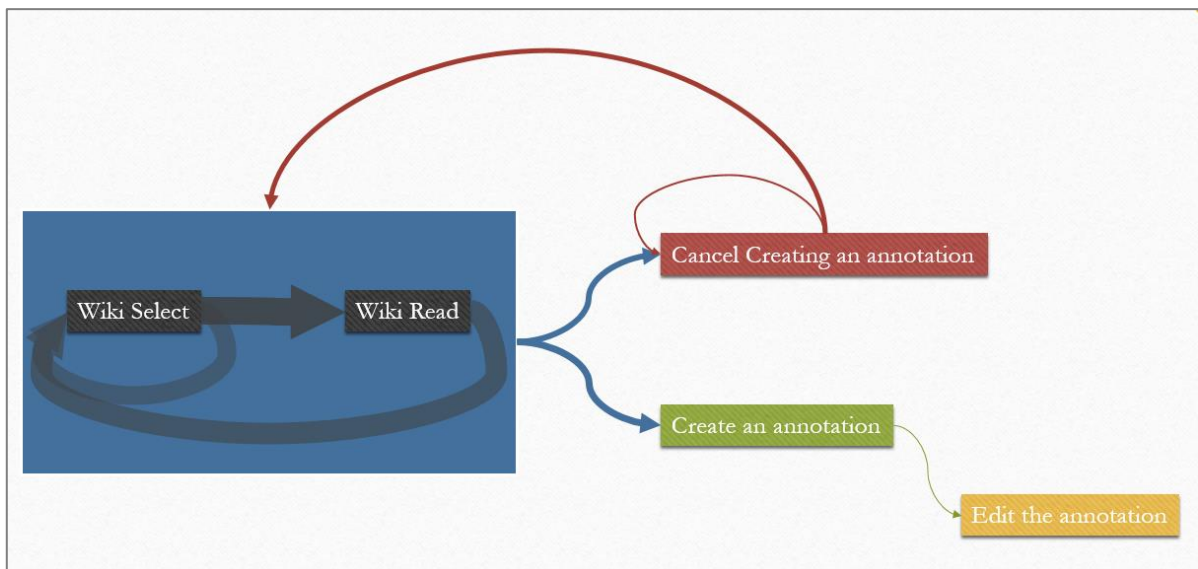 Cancel Creating an annotation
Wiki Select
Wiki Read
Create an annotation
Edit the annotation